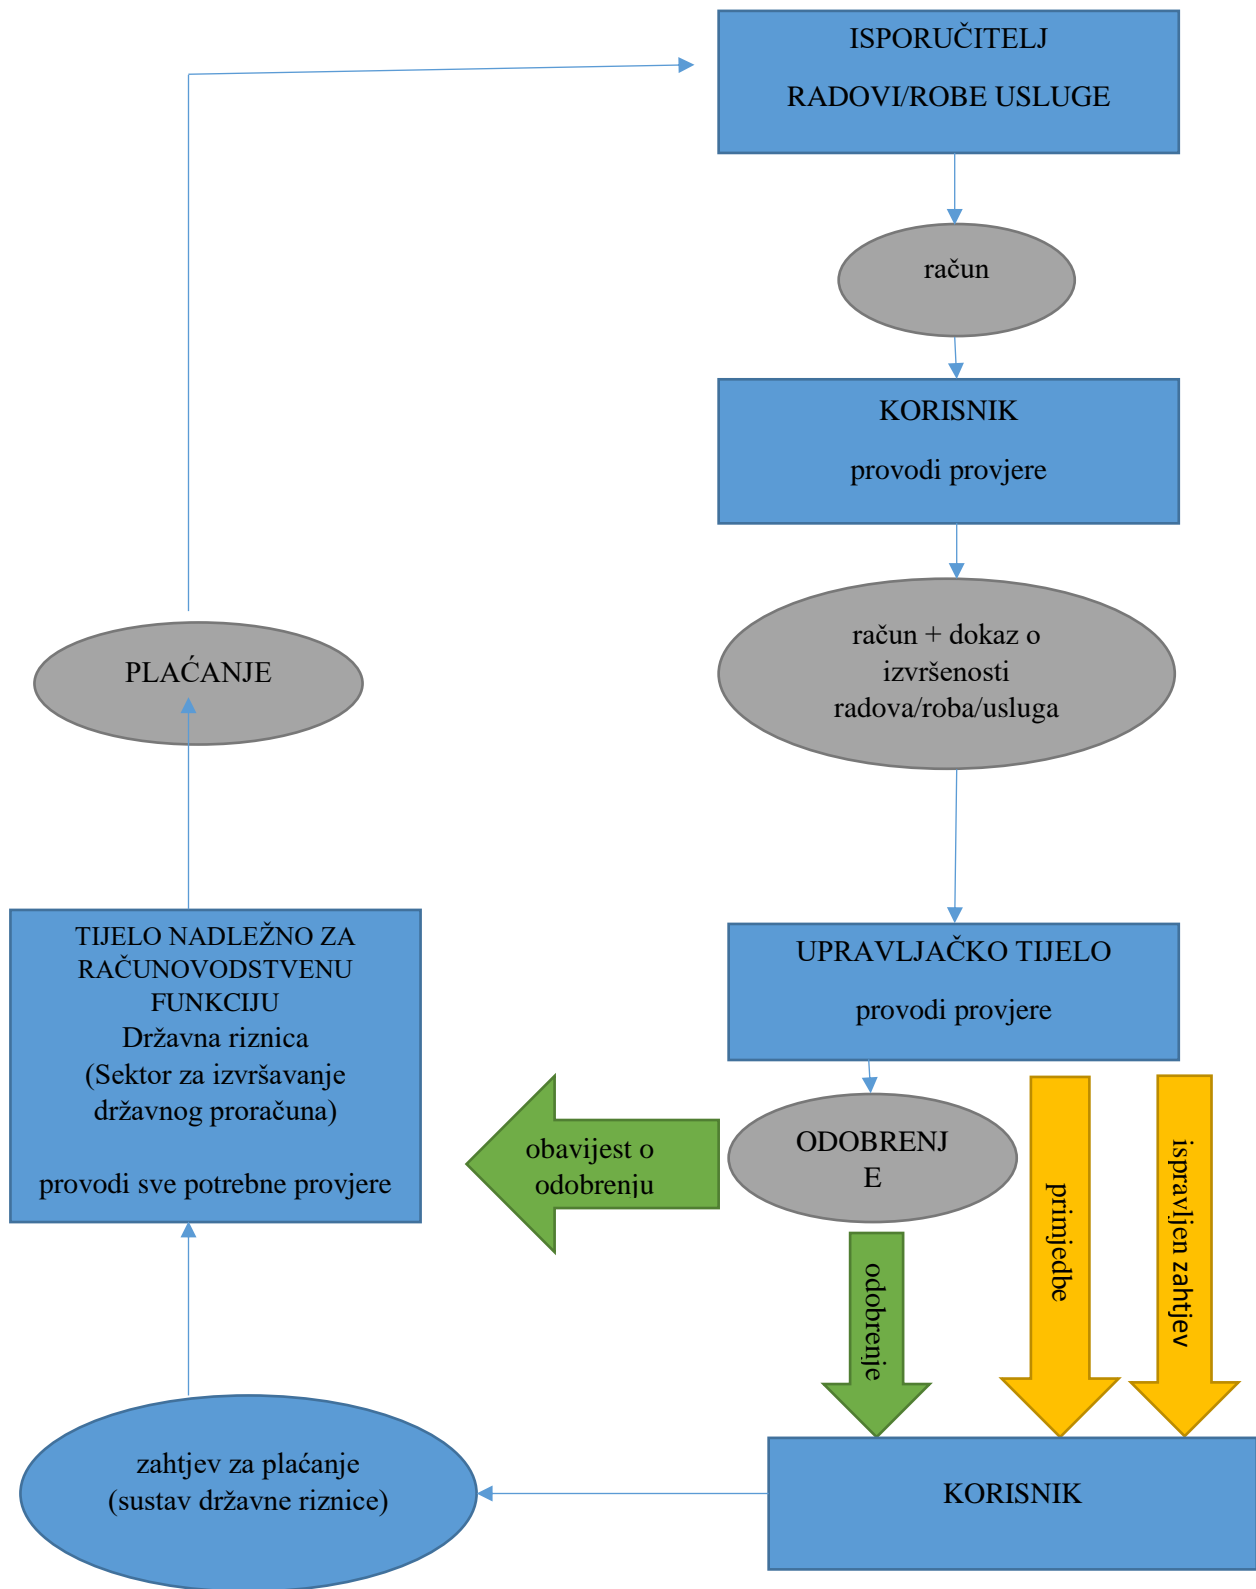 ISPORUČITELJ
RADOVI/ROBE USLUGE
račun
KORISNIK
provodi provjere
račun + dokaz o
izvršenosti
radova/roba/usluga
PLAĆANJE
UPRAVLJAČKO TIJELO
provodi provjere
TIJELO NADLEŽNO ZA
RAČUNOVODSTVENU
FUNKCIJU
Državna riznica
(Sektor za izvršavanje
državnog proračuna)
provodi sve potrebne provjere
obavijest o
odobrenju
ODOBRENJ
E
odobrenje
primjedbe
ispravljen zahtjev
zahtjev za plaćanje
(sustav državne riznice)
KORISNIK